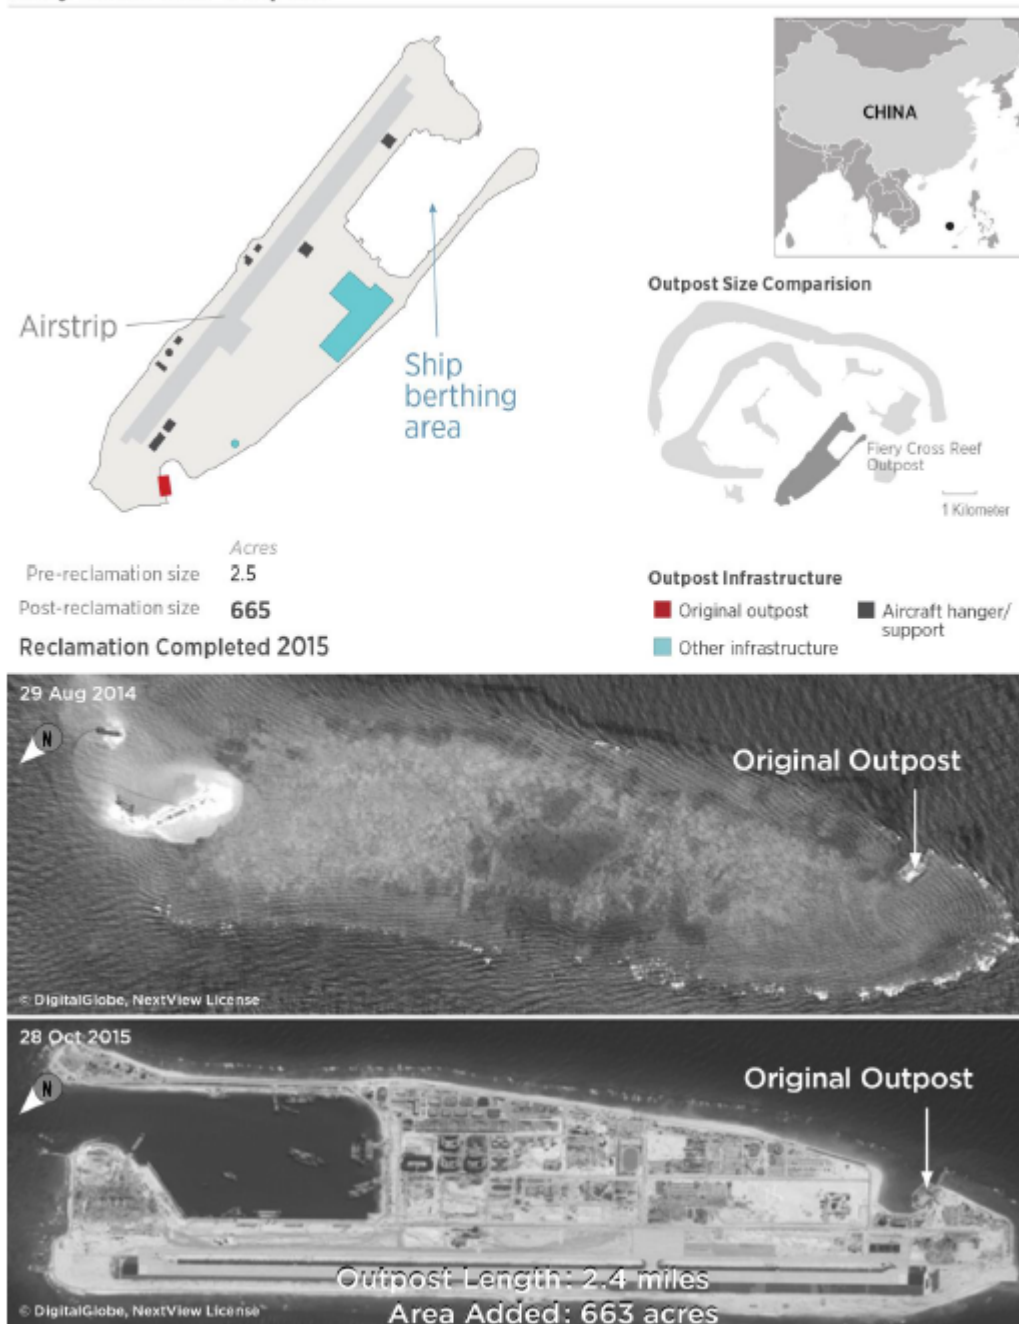 CHINA
Airstrip
Ship
berthing
area
Outpost Size Comparision
Fiery Cross Reef
Outpost
1 Kilometer
Acres
Pre-reclamation size 2.5
Post-reclamation size 665
Reclamation Completed 2015
Outpost Infrastructure
Original outpost
Aircraft hanger/
support
Other infrastructure
29 Aug 2014
N
Original Outpost
© DigitalGlobe, NextView License
28 Oct 2015
N
Original Outpost
Outpost Length: 2.4 miles
Area Added: 663 acres
© DigitalGlobe, NextView License